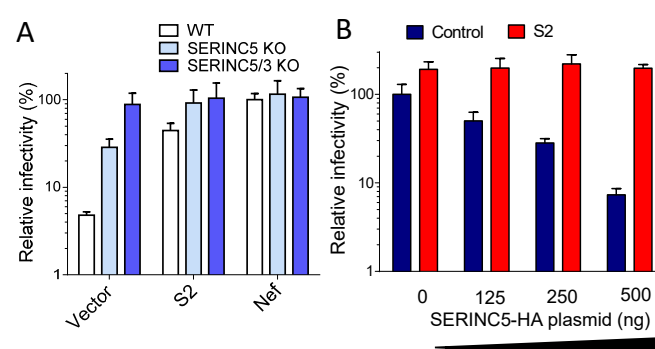 A
WT
SERINC5 KO
SERINC5/3 KO
Relative infectivity (%)
100
10
1
Vector
S2
Nef
B
Control
S2
Relative infectivity (%)
100
10
1
0
125
250
500
SERINC5-HA plasmid (ng)